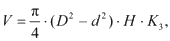 V = π/4 · (D² – d²) · H · K₃,